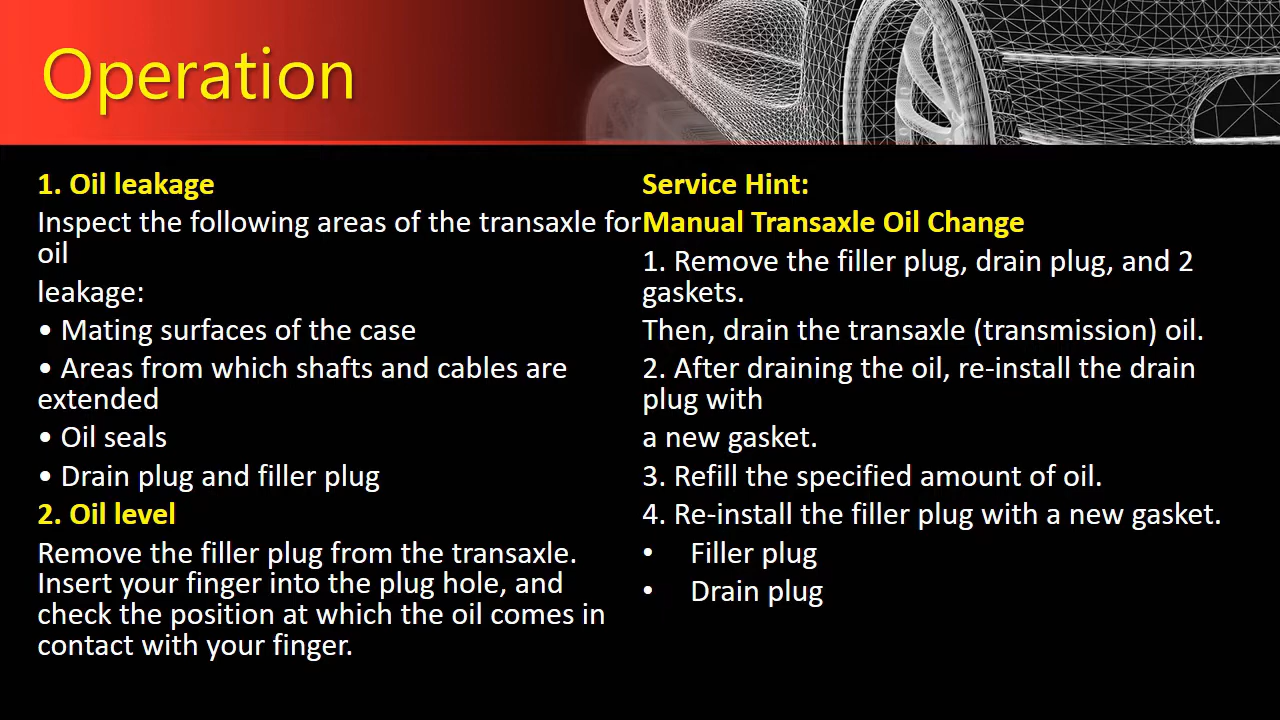 Operation
1. Oil leakage
Inspect the following areas of the transaxle for
oil
leakage:
• Mating surfaces of the case
• Areas from which shafts and cables are
extended
• Oil seals
• Drain plug and filler plug
2. Oil level
Remove the filler plug from the transaxle.
Insert your finger into the plug hole, and
check the position at which the oil comes in
contact with your finger.
Service Hint:
Manual Transaxle Oil Change
1. Remove the filler plug, drain plug, and 2
gaskets.
Then, drain the transaxle (transmission) oil.
2. After draining the oil, re-install the drain
plug with
a new gasket.
3. Refill the specified amount of oil.
4. Re-install the filler plug with a new gasket.
• Filler plug
• Drain plug